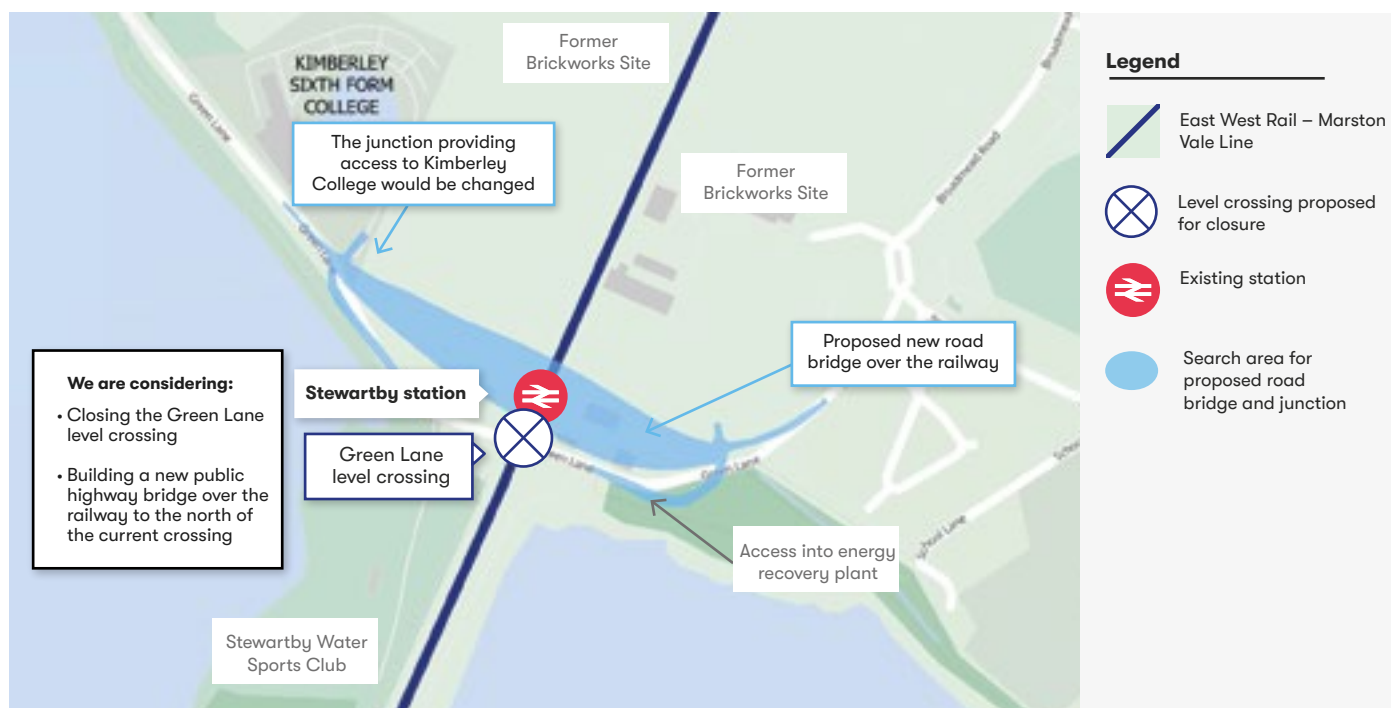 KIMBERLEY
SIXTH FORM
COLLEGE
Former
Brickworks Site
Green Lane
The junction providing
access to Kimberley
College would be changed
Former
Brickworks Site
Broadmead Road
Proposed new road
bridge over the railway
We are considering:
• Closing the Green Lane
level crossing
• Building a new public
highway bridge over the
railway to the north of
the current crossing
Stewartby station
Green Lane
level crossing
Green Lane
School Lane
Access into energy
recovery plant
Stewartby Water
Sports Club
Legend
East West Rail – Marston
Vale Line
Level crossing proposed
for closure
Existing station
Search area for
proposed road
bridge and junction